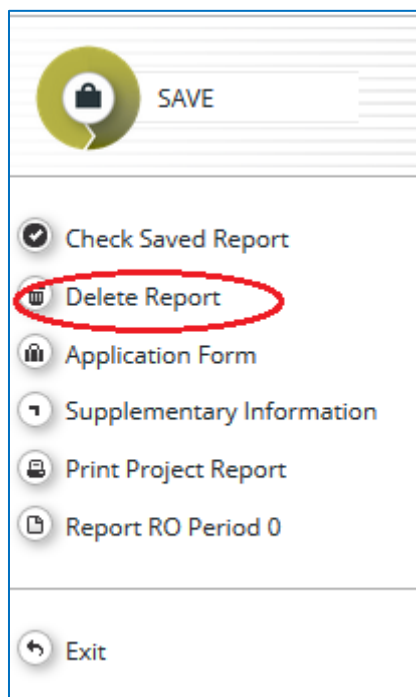 SAVE
Check Saved Report
Delete Report
Application Form
Supplementary Information
Print Project Report
Report RO Period 0
Exit